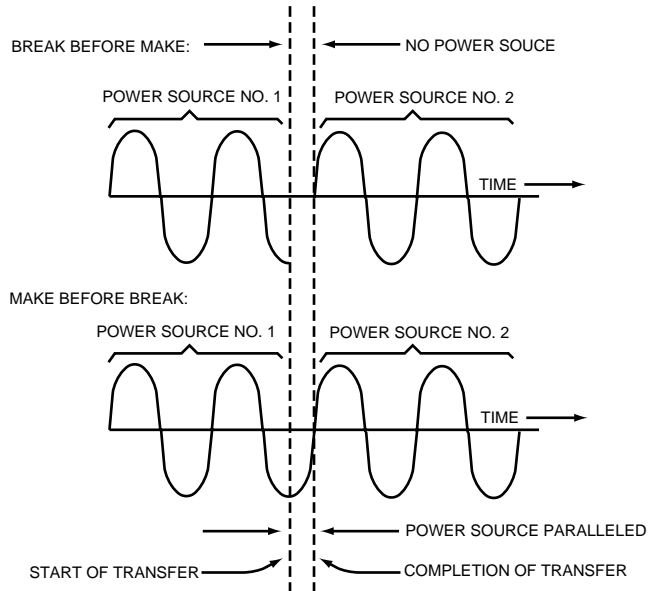 BREAK BEFORE MAKE:
NO POWER SOUCE
POWER SOURCE NO. 1
POWER SOURCE NO. 2
TIME
MAKE BEFORE BREAK:
POWER SOURCE NO. 1
POWER SOURCE NO. 2
TIME
POWER SOURCE PARALLELED
START OF TRANSFER
COMPLETION OF TRANSFER